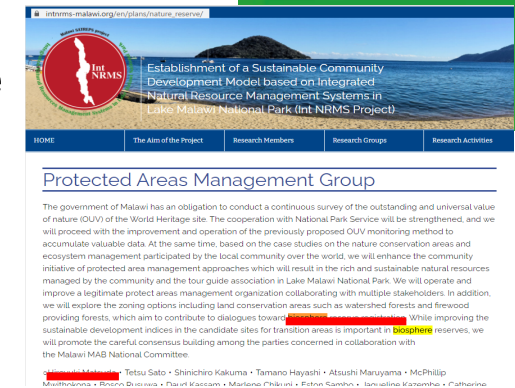 intnrms-malawi.org/en/plans/nature_reserve/
Int
NRMS
Establishment of a Sustainable Community
Development Model based on Integrated
Natural Resource Management Systems in
Lake Malawi National Park (Int NRMS Project)
HOME The Aim of the Project Research Members Research Groups Research Activities
Protected Areas Management Group
The government of Malawi has an obligation to conduct a continuous survey of the outstanding and universal value
of nature (OUV) of the World Heritage site. The cooperation with National Park Service will be strengthened, and we
will proceed with the improvement and operation of the previously proposed OUV monitoring method to
accumulate valuable data. At the same time, based on the case studies on the nature conservation areas and
ecosystem management participated by the local community over the world, we will enhance the community
initiative of protected area management approaches which will result in the rich and sustainable natural resources
managed by the community and the tour guide association in Lake Malawi National Park. We will operate and
improve a legitimate protect areas management organization collaborating with multiple stakeholders. In addition,
we will explore the zoning options including land conservation areas such as watershed forests and firewood
providing forests, which aim to contribute to dialogues toward biosphere reserve registration. While improving the
sustainable development indices in the candidate sites for transition areas is important in biosphere reserves, we
will promote the careful consensus building among the parties concerned in collaboration with
the Malawi MAB National Committee.
Tetsu Sato • Shinichiro Kakuma • Tamano Hayashi • Atsushi Maruyama • McPhillip
Mwithokona • Bosco Rusuwa • Daud Kassam • Marlene Chikuni • Eston Sambo • Jaqueline Kazembe • Catherine